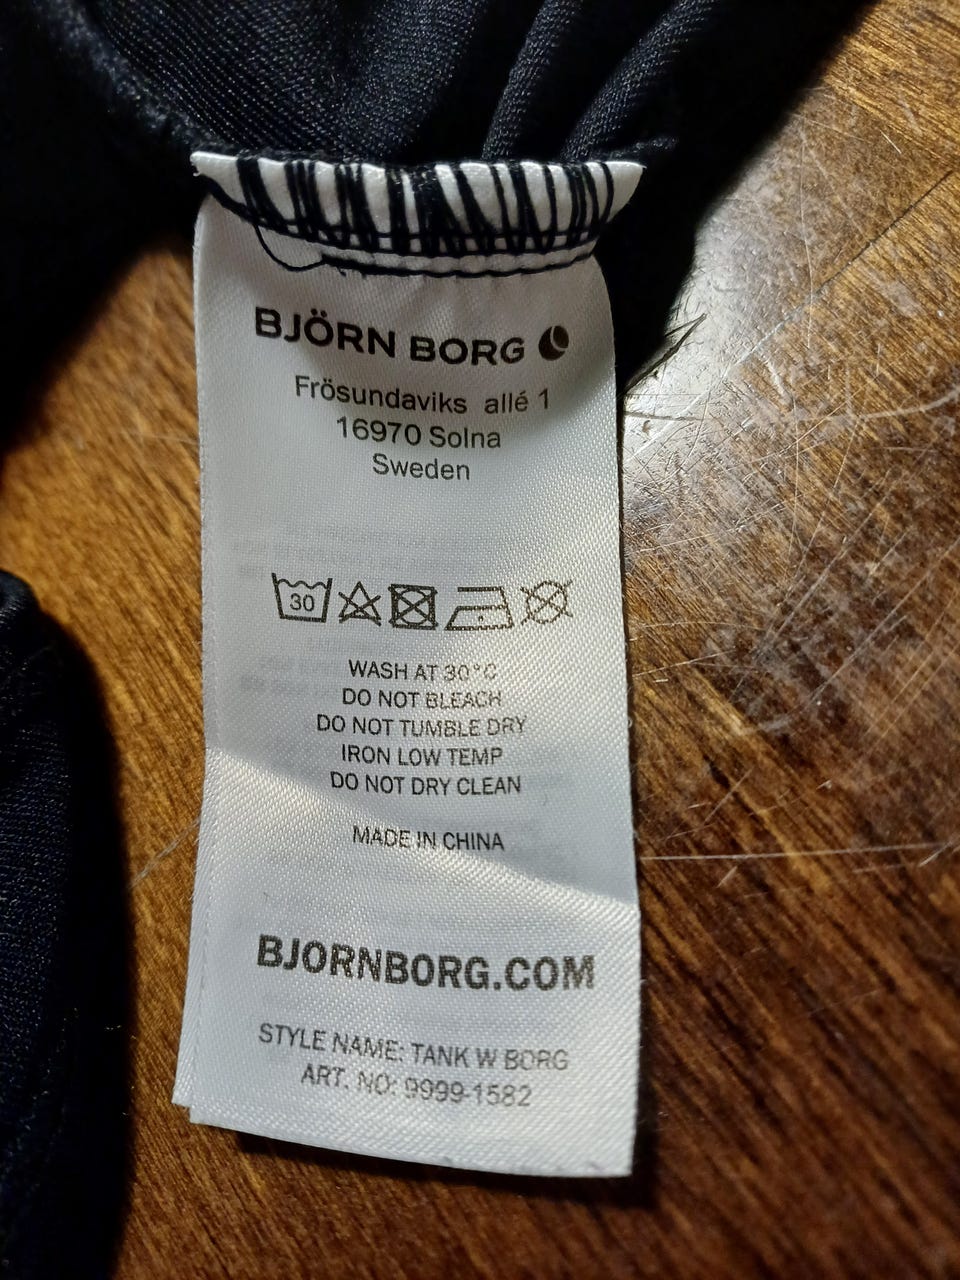 BJÖRN BORG
Frösundaviks allé 1
16970 Solna
Sweden
30
WASH AT 30°C
DO NOT BLEACH
DO NOT TUMBLE DRY
IRON LOW TEMP
DO NOT DRY CLEAN
MADE IN CHINA
BJORNBORG.COM
STYLE NAME: TANK W BORG
ART. NO: 9999-1582